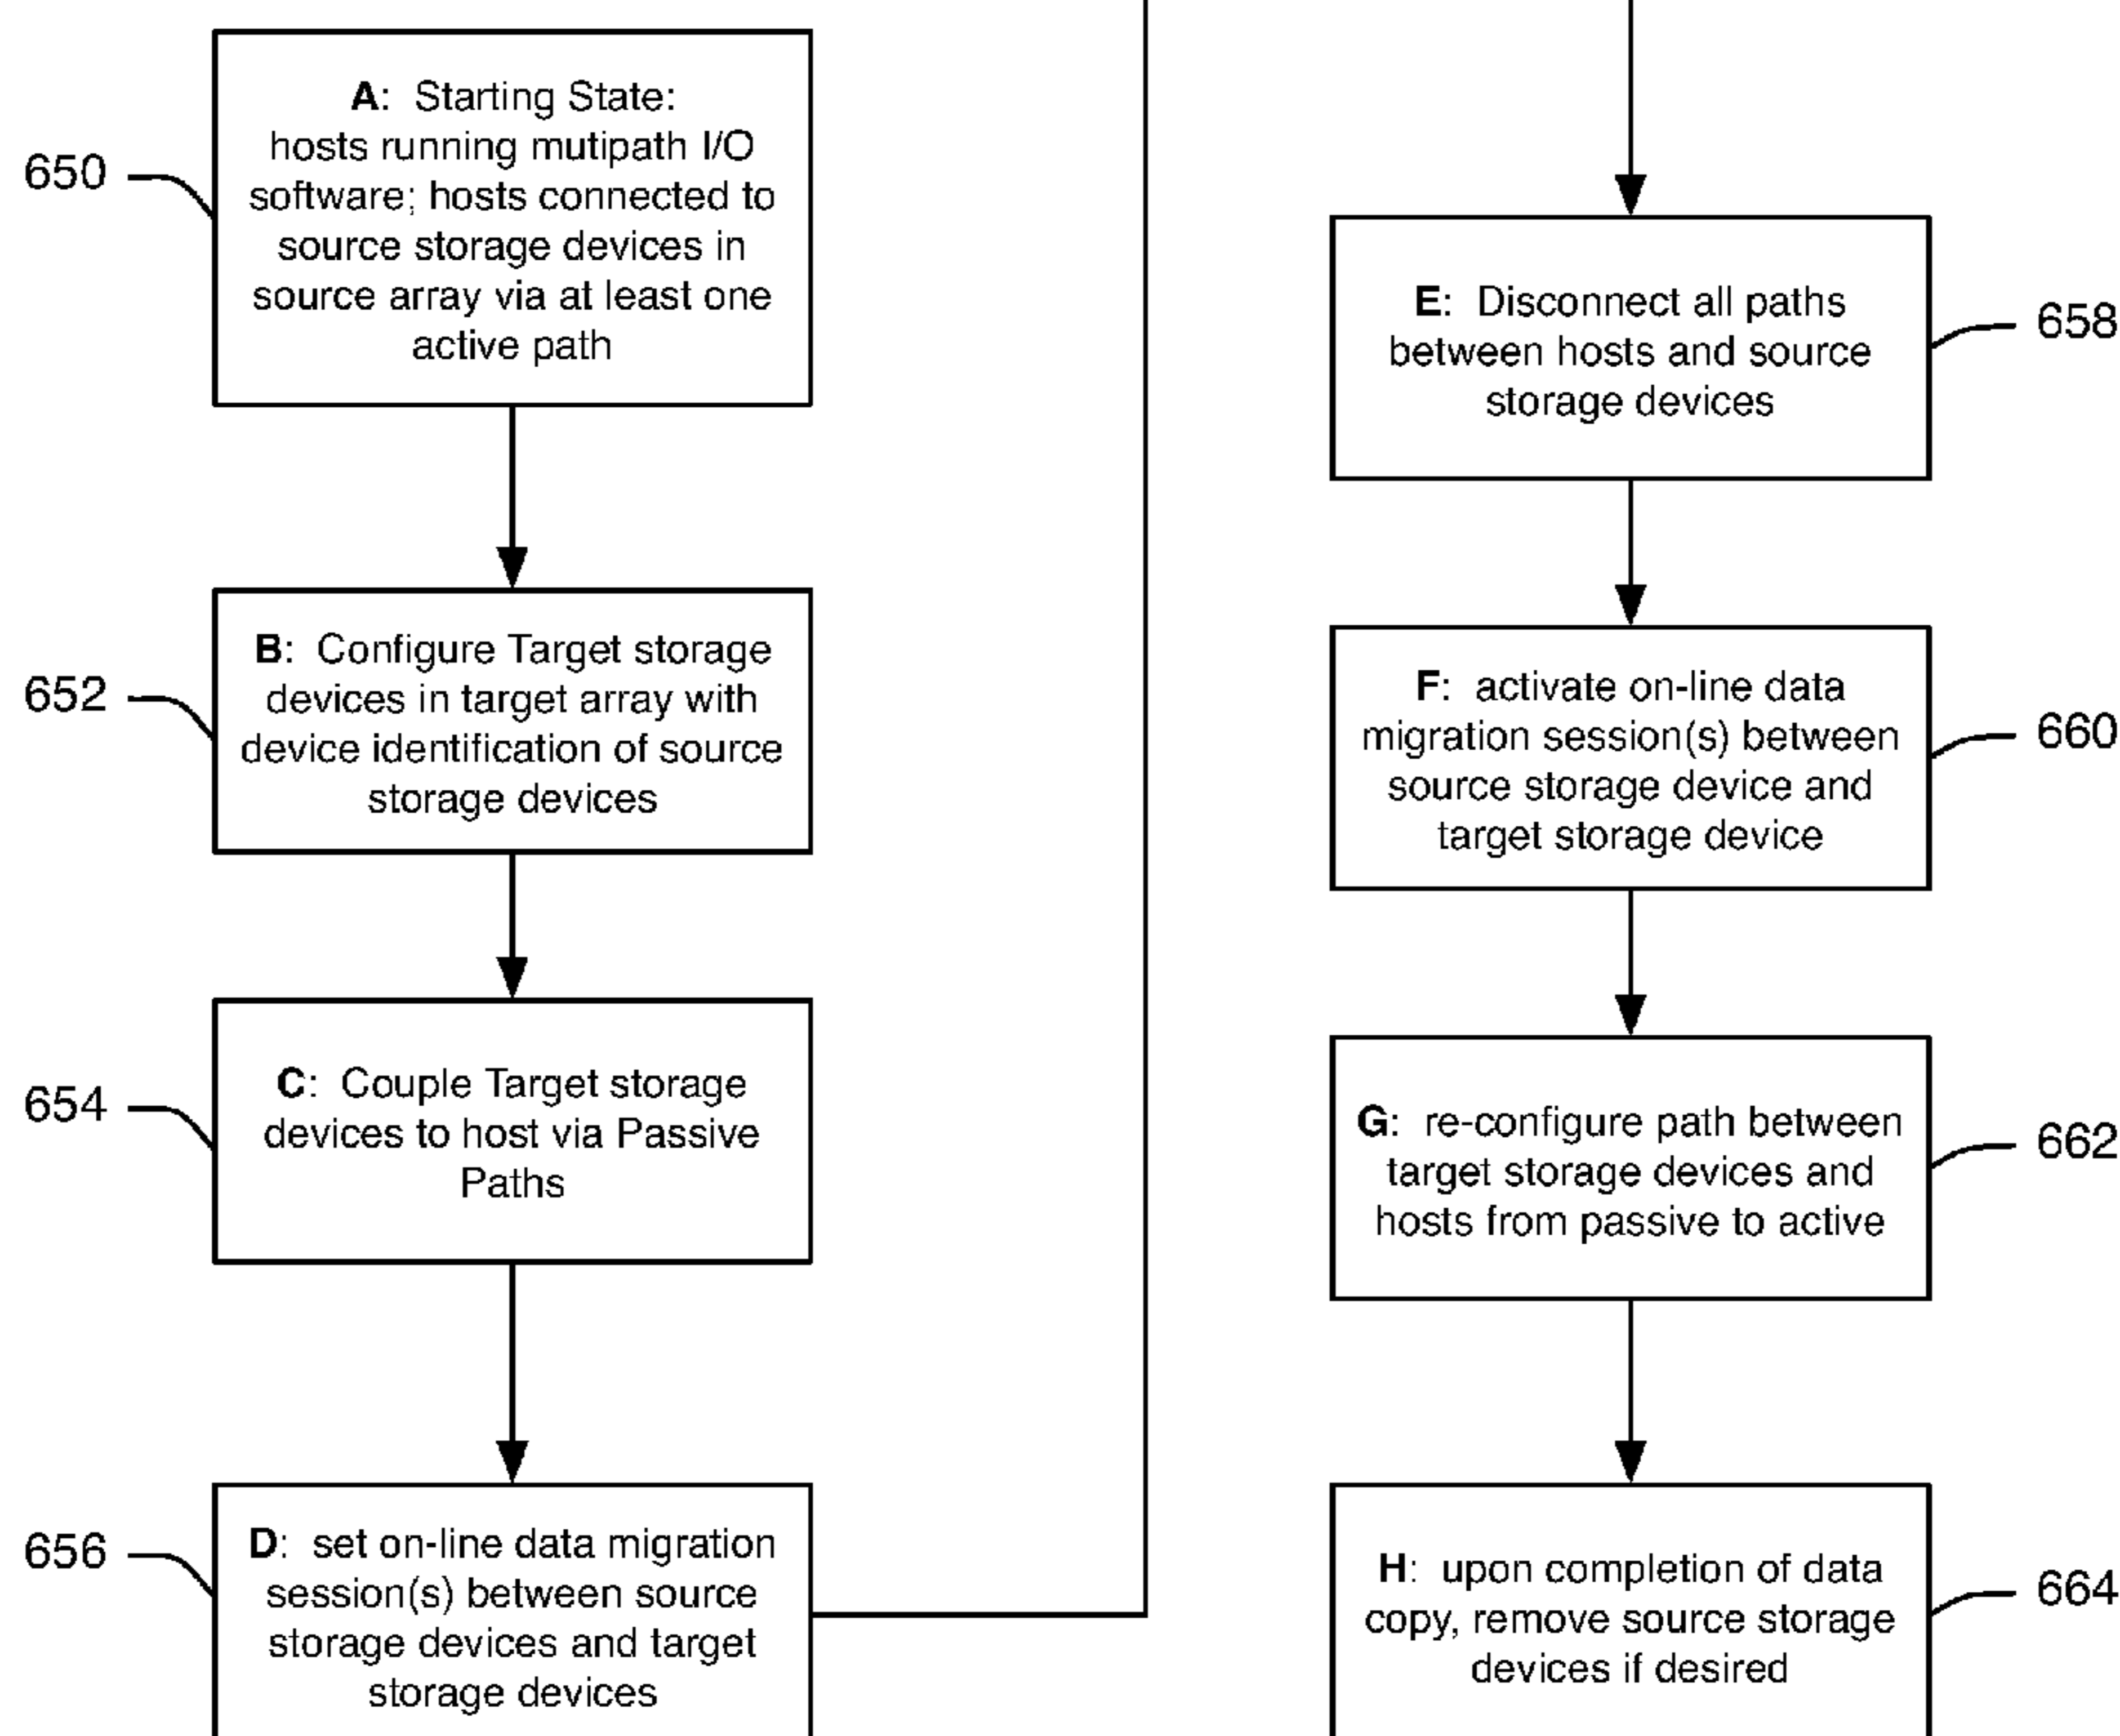 650
A: Starting State:
hosts running mutipath I/O
software; hosts connected to
source storage devices in
source array via at least one
active path
652
B: Configure Target storage
devices in target array with
device identification of source
storage devices
654
C: Couple Target storage
devices to host via Passive
Paths
656
D: set on-line data migration
session(s) between source
storage devices and target
storage devices
E: Disconnect all paths
between hosts and source
storage devices
658
F: activate on-line data
migration session(s) between
source storage device and
target storage device
660
G: re-configure path between
target storage devices and
hosts from passive to active
662
H: upon completion of data
copy, remove source storage
devices if desired
664